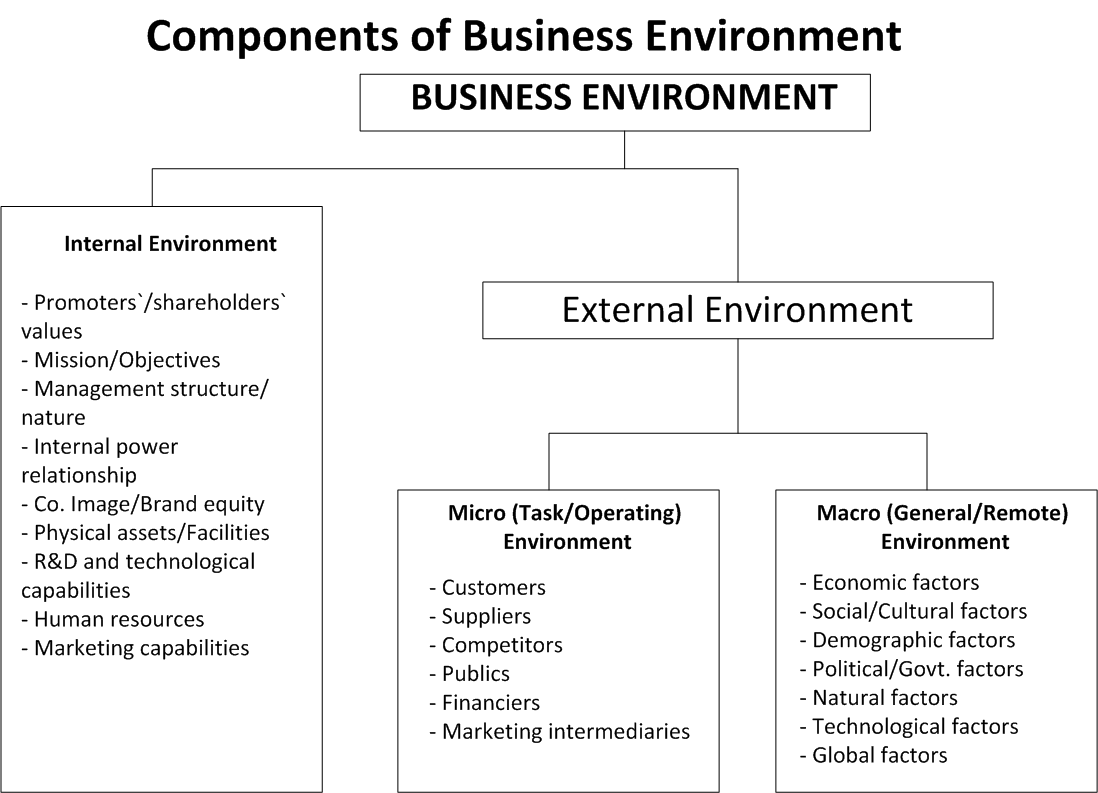 Components of Business Environment
BUSINESS ENVIRONMENT
Internal Environment
- Promoters`/shareholders`
values
- Mission/Objectives
- Management structure/
nature
- Internal power
relationship
- Co. Image/Brand equity
- Physical assets/Facilities
- R&D and technological
capabilities
- Human resources
- Marketing capabilities
External Environment
Micro (Task/Operating)
Environment
- Customers
- Suppliers
- Competitors
- Publics
- Financiers
- Marketing intermediaries
Macro (General/Remote)
Environment
- Economic factors
- Social/Cultural factors
- Demographic factors
- Political/Govt. factors
- Natural factors
- Technological factors
- Global factors